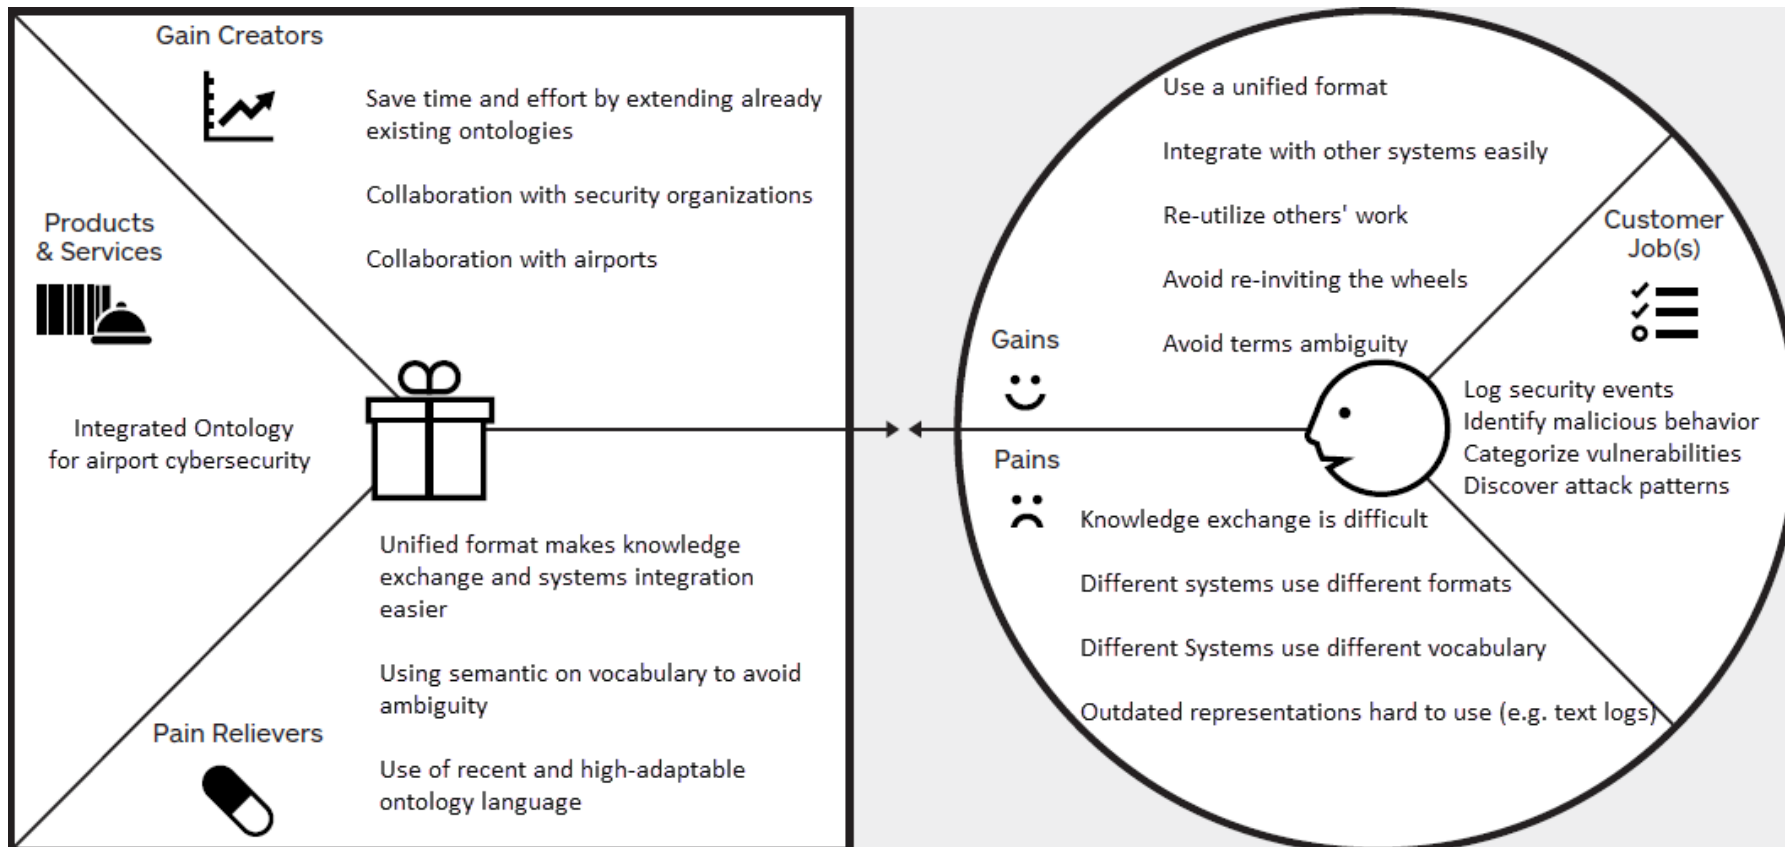 Gain Creators
Save time and effort by extending already
existing ontologies
Collaboration with security organizations
Collaboration with airports
Products
& Services
Integrated Ontology
for airport cybersecurity
Unified format makes knowledge
exchange and systems integration
easier
Using semantic on vocabulary to avoid
ambiguity
Pain Relievers
Use of recent and high-adaptable
ontology language
Use a unified format
Integrate with other systems easily
Re-utilize others' work
Avoid re-inviting the wheels
Avoid terms ambiguity
Gains
Customer
Job(s)
Log security events
Identify malicious behavior
Categorize vulnerabilities
Discover attack patterns
Pains
Knowledge exchange is difficult
Different systems use different formats
Different Systems use different vocabulary
Outdated representations hard to use (e.g. text logs)